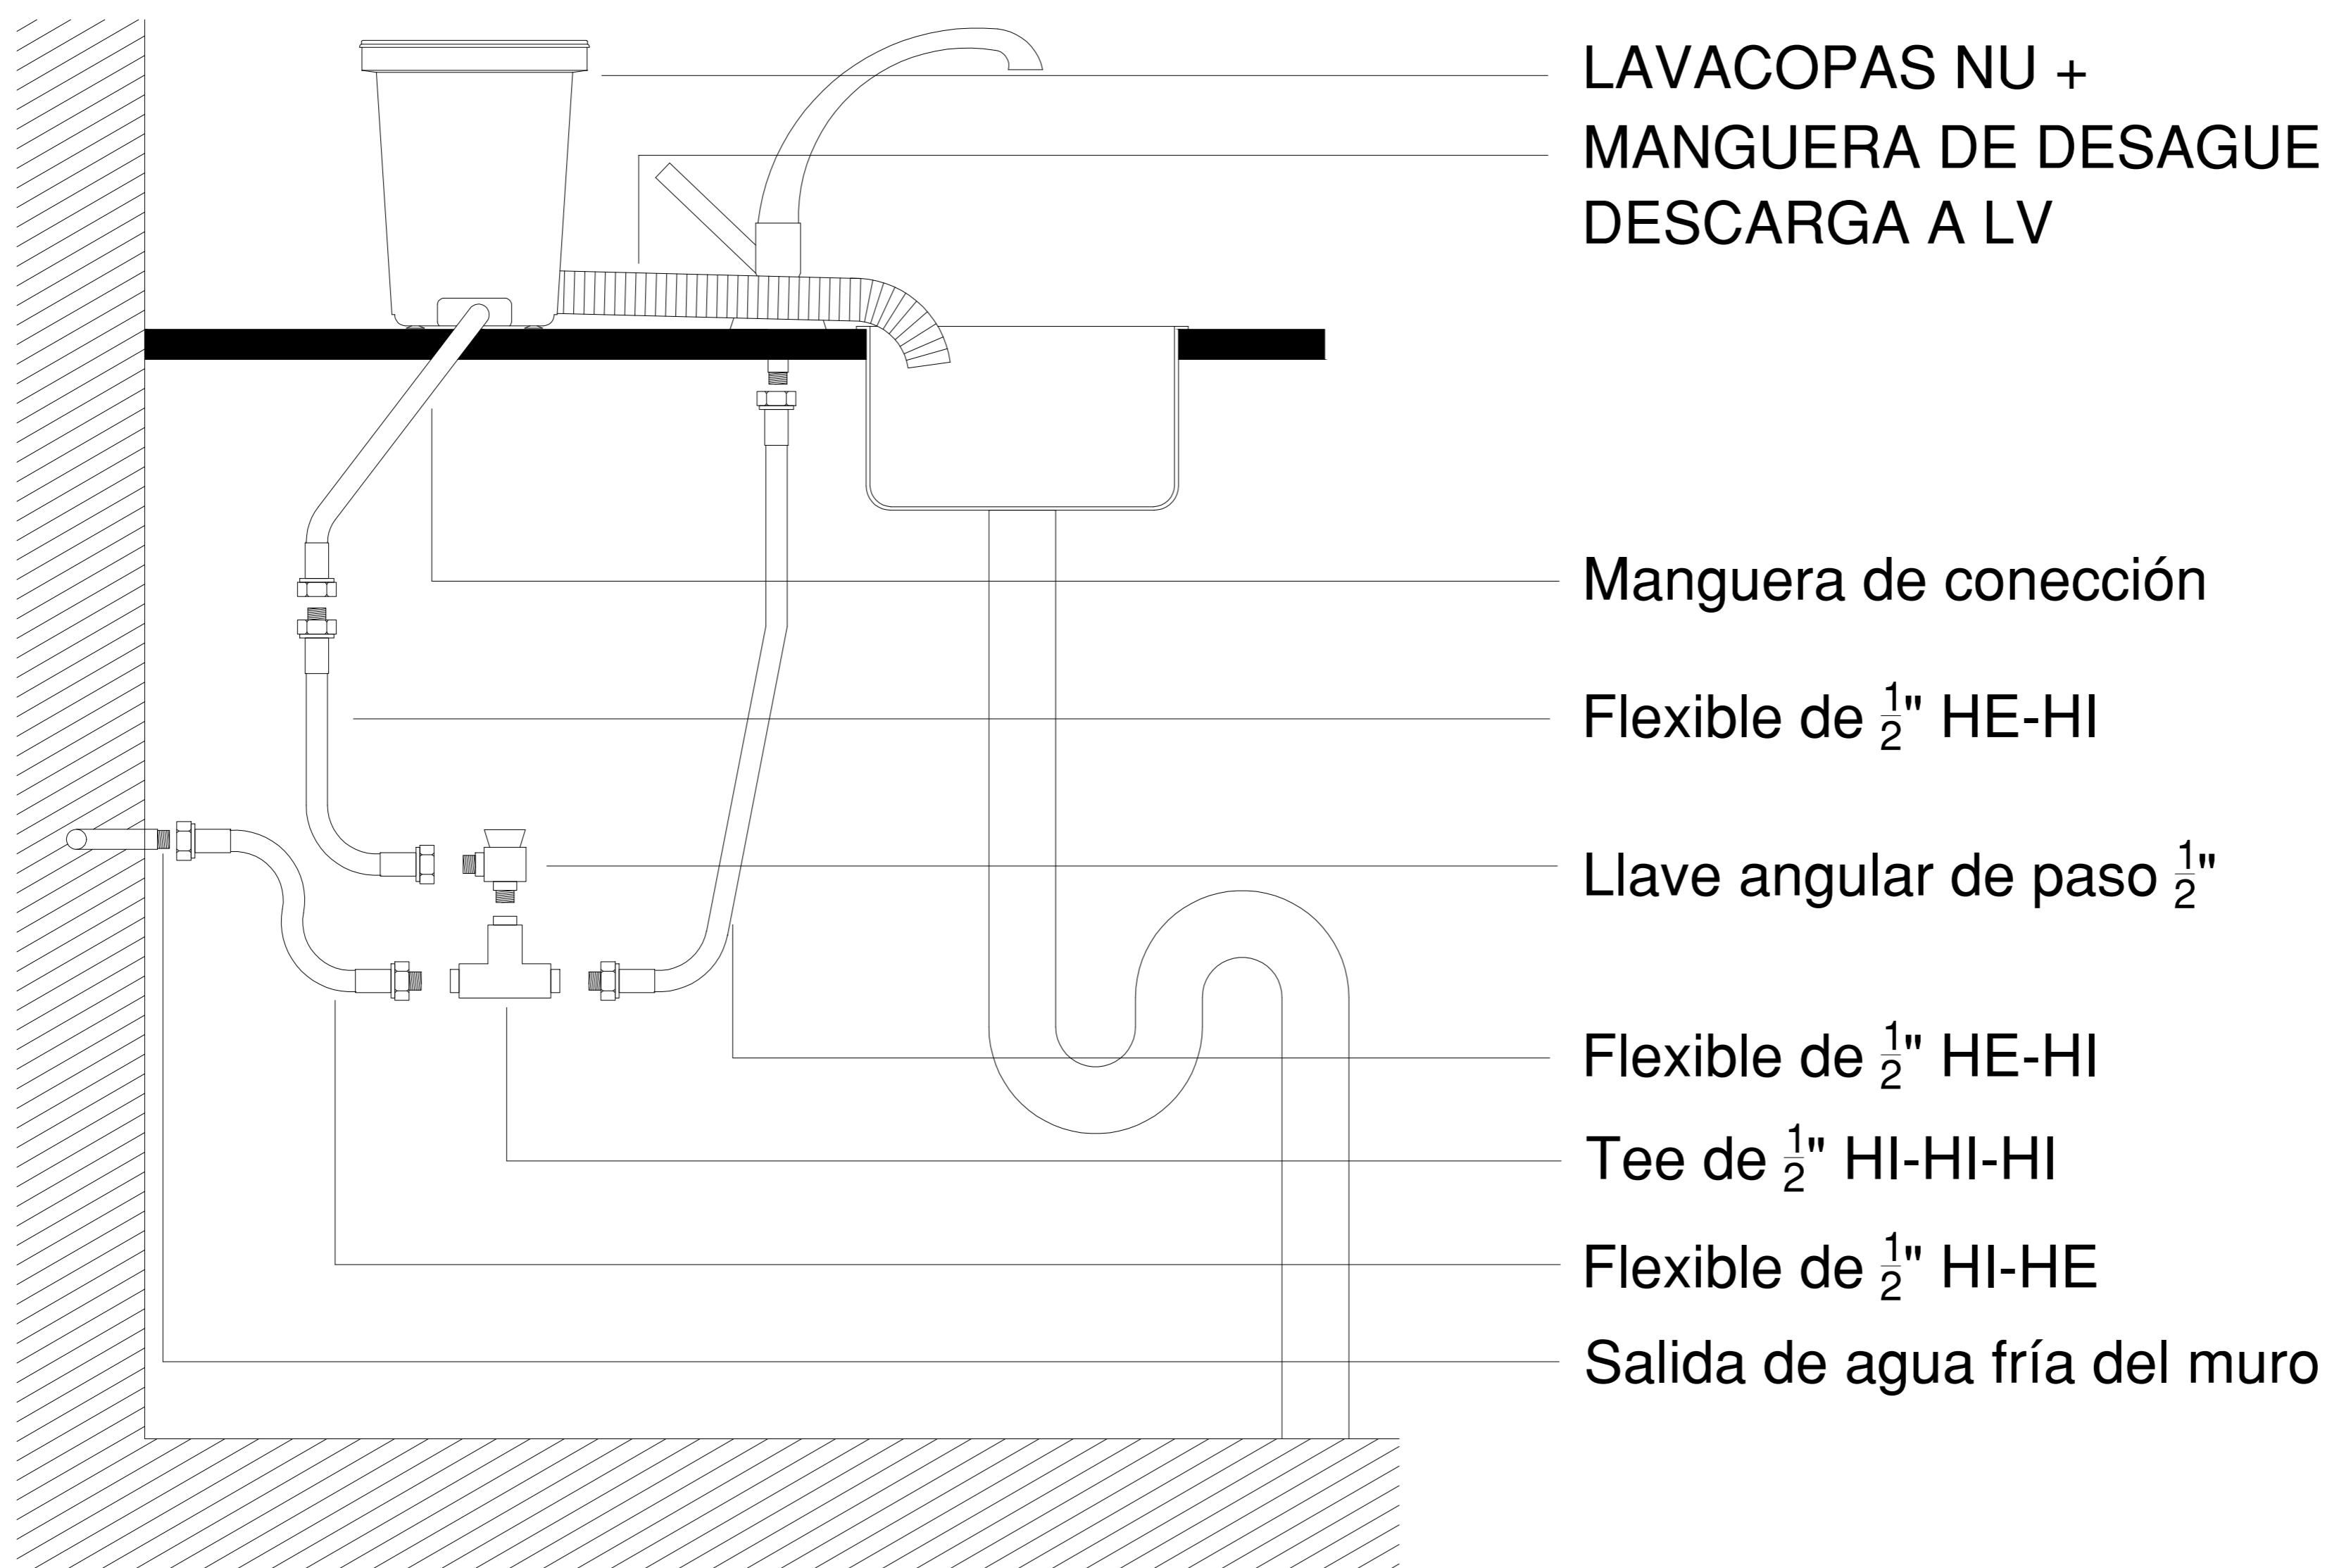 LAVACOPAS NU +
MANGUERA DE DESAGUE
DESCARGA A LV
Manguera de conección
Flexible de 1/2" HE-HI
Llave angular de paso 1/2"
Flexible de 1/2" HE-HI
Tee de 1/2" HI-HI-HI
Flexible de 1/2" HI-HE
Salida de agua fría del muro